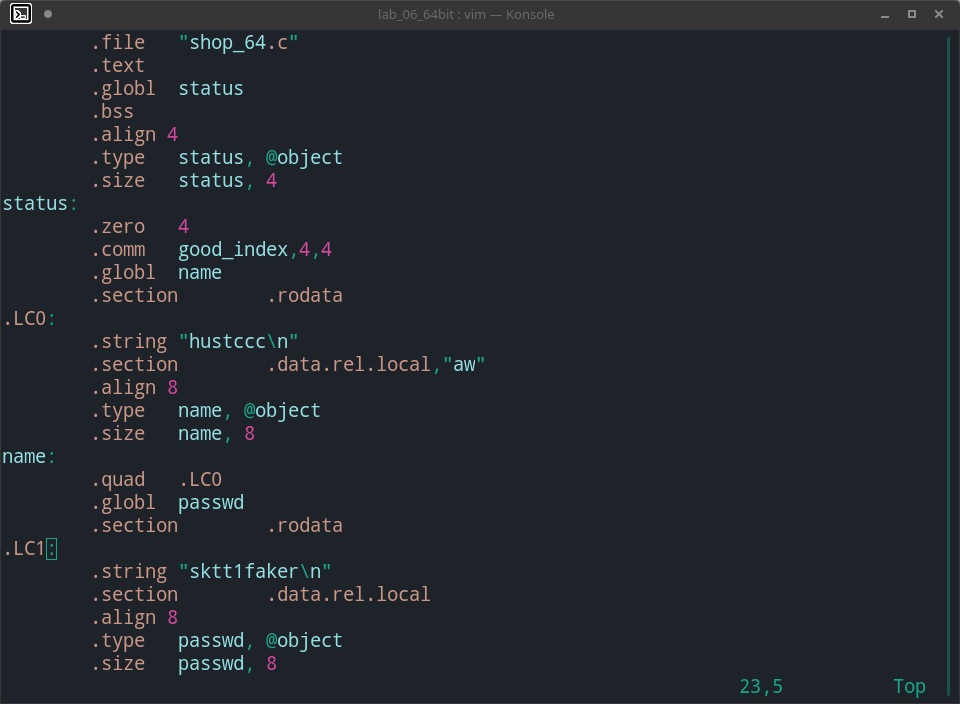 lab_06_64bit : vim — Konsole
.file "shop_64.c"
.text
.globl status
.bss
.align 4
.type status, @object
.size status, 4
status:
.zero 4
.comm good_index,4,4
.globl name
.section .rodata
.LC0:
.string "hustccc\n"
.section .data.rel.local,"aw"
.align 8
.type name, @object
.size name, 8
name:
.quad .LC0
.globl passwd
.section .rodata
.LC1:
.string "sktt1faker\n"
.section .data.rel.local
.align 8
.type passwd, @object
.size passwd, 8
23,5 Top